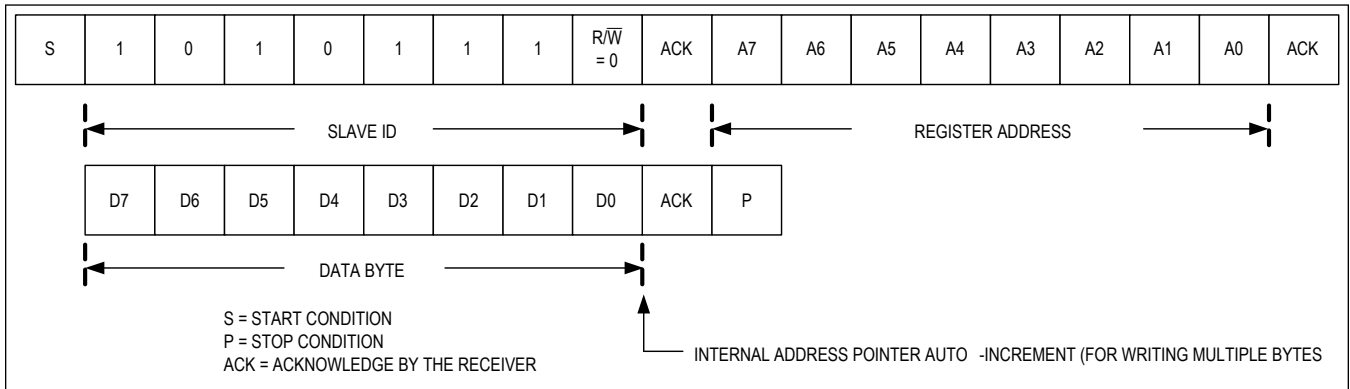 S 1 0 1 0 1 1 1 R/W̅ = 0 ACK A7 A6 A5 A4 A3 A2 A1 A0 ACK
SLAVE ID REGISTER ADDRESS
D7 D6 D5 D4 D3 D2 D1 D0 ACK P
DATA BYTE
S = START CONDITION
P = STOP CONDITION
ACK = ACKNOWLEDGE BY THE RECEIVER
INTERNAL ADDRESS POINTER AUTO -INCREMENT (FOR WRITING MULTIPLE BYTES